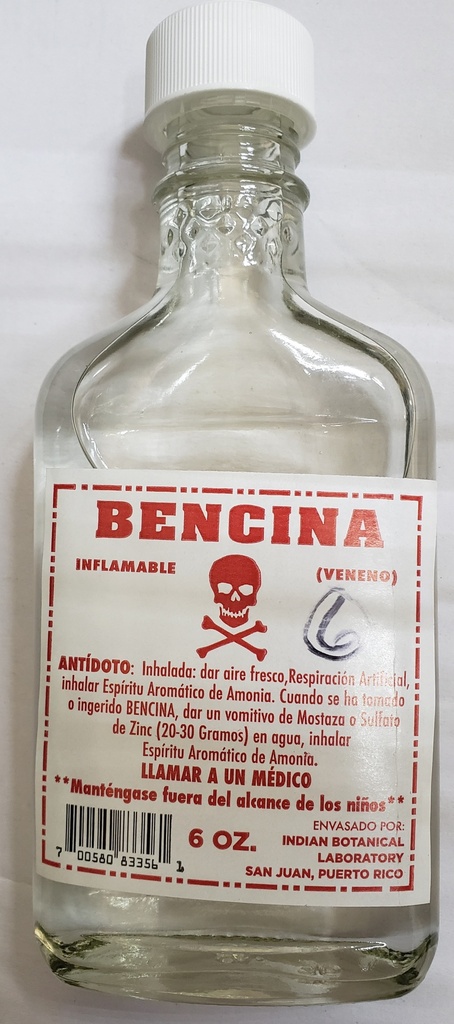 BENCINA
INFLAMABLE
(VENENO)
6
ANTÍDOTO: Inhalada: dar aire fresco, Respiración Artificial,
inhalar Espíritu Aromático de Amonia. Cuando se ha tomado
o ingerido BENCINA, dar un vomitivo de Mostaza o Sulfato
de Zinc (20-30 Gramos) en agua, inhalar
Espíritu Aromático de Amonia.
LLAMAR A UN MÉDICO
**Manténgase fuera del alcance de los niños**
7 00580 83356 1
6 OZ.
ENVASADO POR:
INDIAN BOTANICAL
LABORATORY
SAN JUAN, PUERTO RICO